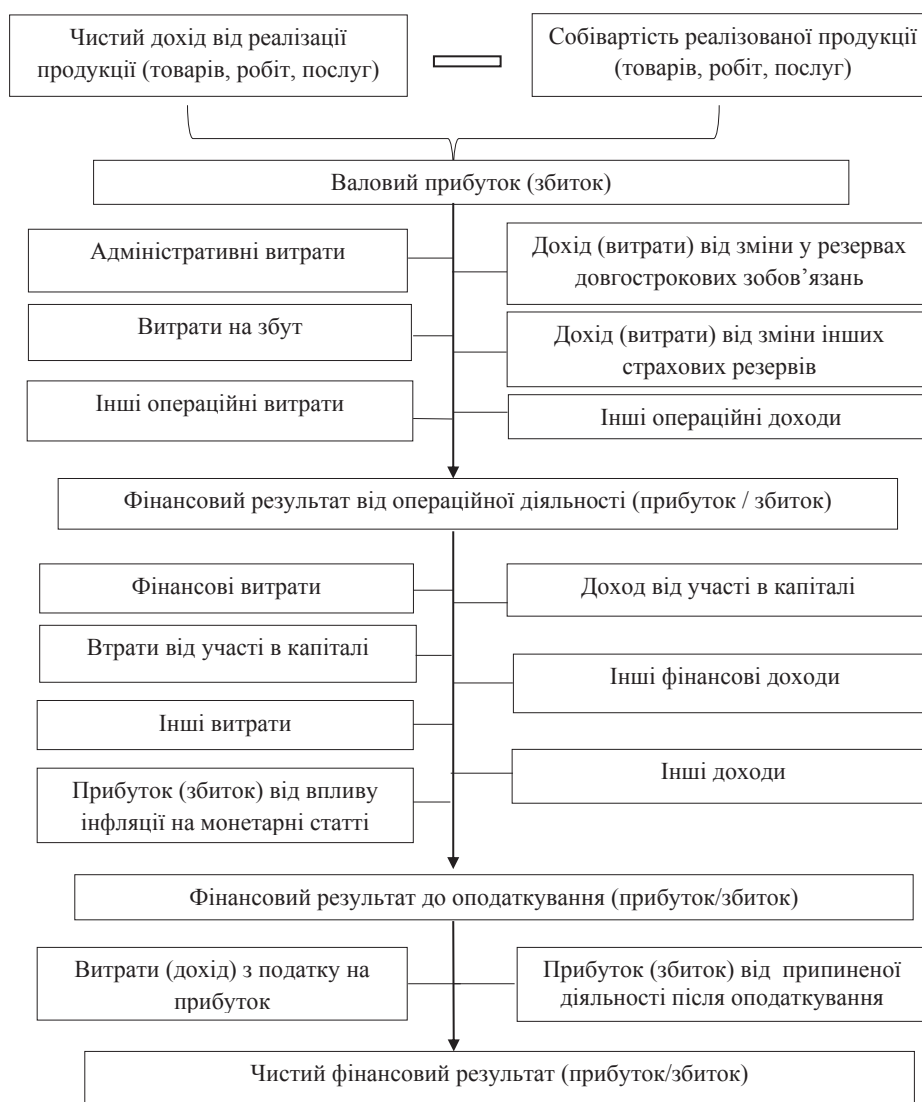 Чистий дохід від реалізації
продукції (товарів, робіт, послуг)
Собівартість реалізованої продукції
(товарів, робіт, послуг)
Валовий прибуток (збиток)
Адміністративні витрати
Дохід (витрати) від зміни у резервах
довгострокових зобов’язань
Витрати на збут
Дохід (витрати) від зміни інших
страхових резервів
Інші операційні витрати
Інші операційні доходи
Фінансовий результат від операційної діяльності (прибуток / збиток)
Фінансові витрати
Доход від участі в капіталі
Втрати від участі в капіталі
Інші фінансові доходи
Інші витрати
Інші доходи
Прибуток (збиток) від впливу
інфляції на монетарні статті
Фінансовий результат до оподаткування (прибуток/збиток)
Витрати (дохід) з податку на
прибуток
Прибуток (збиток) від припиненої
діяльності після оподаткування
Чистий фінансовий результат (прибуток/збиток)